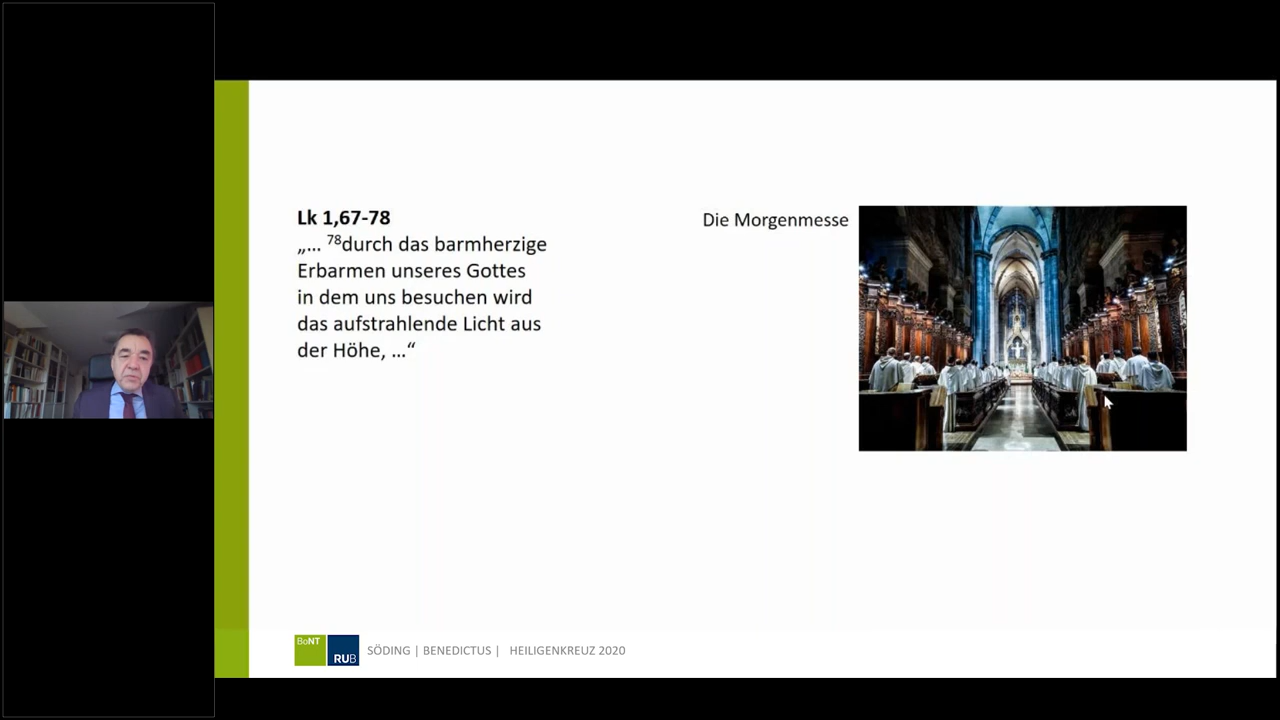 Lk 1,67-78
„... ⁷⁸durch das barmherzige
Erbarmen unseres Gottes
in dem uns besuchen wird
das aufstrahlende Licht aus
der Höhe, ...“
Die Morgenmesse
BoNT
RUB
SÖDING | BENEDICTUS | HEILIGENKREUZ 2020